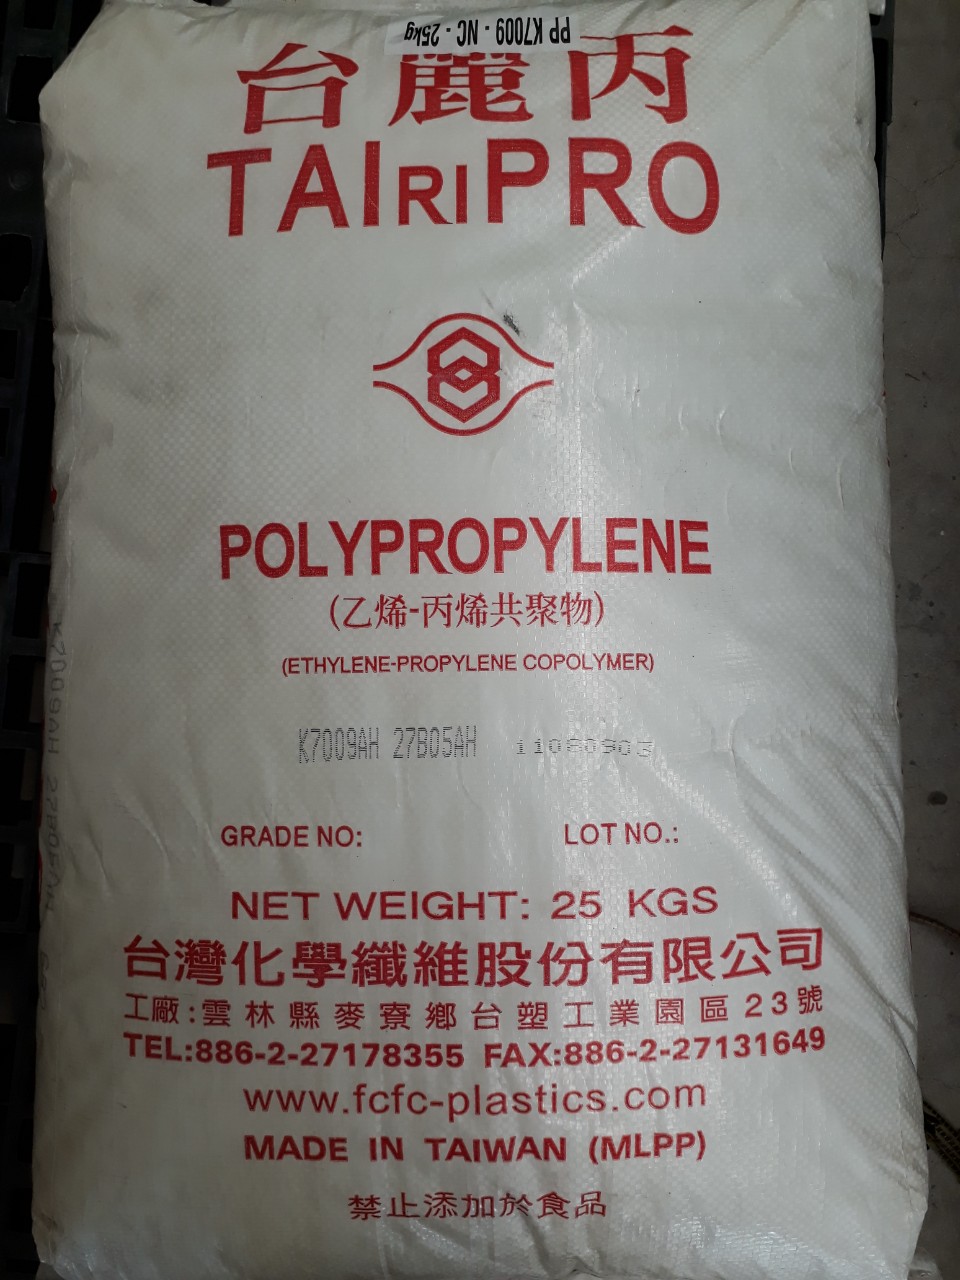 PP K7009 - NC - 25kg
台麗丙
TAIRIPRO
POLYPROPYLENE
(乙烯-丙烯共聚物)
(ETHYLENE-PROPYLENE COPOLYMER)
K7009AH 27B05AH 11080903
GRADE NO: LOT NO.:
NET WEIGHT: 25 KGS
台灣化學纖維股份有限公司
工廠:雲林縣麥寮鄉台塑工業園區23號
TEL:886-2-27178355 FAX:886-2-27131649
www.fcfc-plastics.com
MADE IN TAIWAN (MLPP)
禁止添加於食品